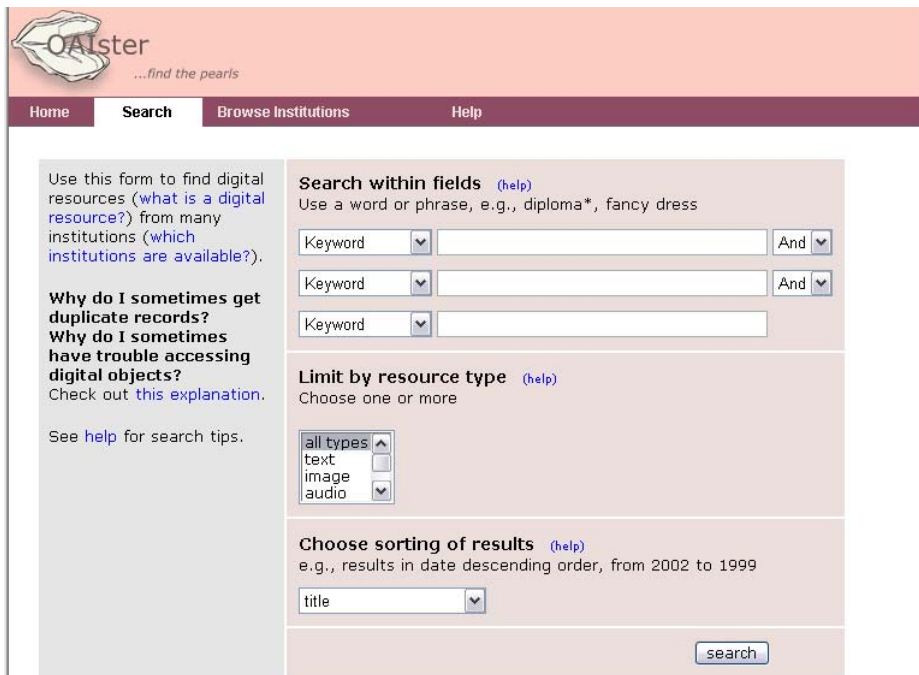 OAIster
...find the pearls
Home Search Browse Institutions Help
Use this form to find digital
resources (what is a digital
resource?) from many
institutions (which
institutions are available?).
Why do I sometimes get
duplicate records?
Why do I sometimes
have trouble accessing
digital objects?
Check out this explanation.
See help for search tips.
Search within fields (help)
Use a word or phrase, e.g., diploma*, fancy dress
Keyword And
Keyword And
Keyword
Limit by resource type (help)
Choose one or more
all types
text
image
audio
Choose sorting of results (help)
e.g., results in date descending order, from 2002 to 1999
title
search